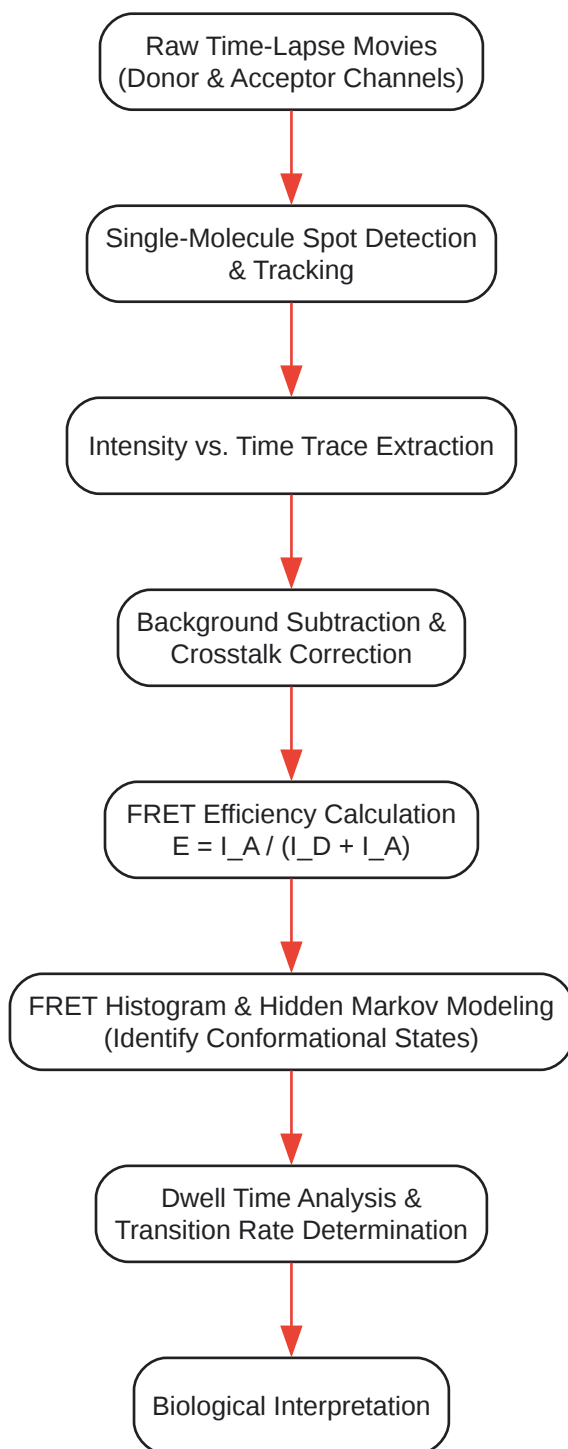 Raw Time-Lapse Movies
(Donor & Acceptor Channels)
Single-Molecule Spot Detection
& Tracking
Intensity vs. Time Trace Extraction
Background Subtraction &
Crosstalk Correction
FRET Efficiency Calculation
E = I_A / (I_D + I_A)
FRET Histogram & Hidden Markov Modeling
(Identify Conformational States)
Dwell Time Analysis &
Transition Rate Determination
Biological Interpretation